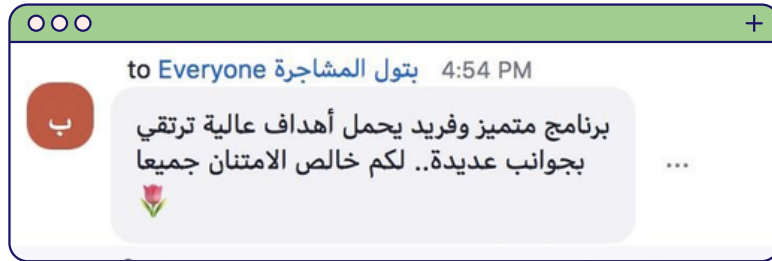 بتول المشاجرة to Everyone 4:54 PM
ب
برنامج متميز وفريد يحمل أهداف عالية ترتقي
بجوانب عديدة.. لكم خالص الامتنان جميعا
🌷
...